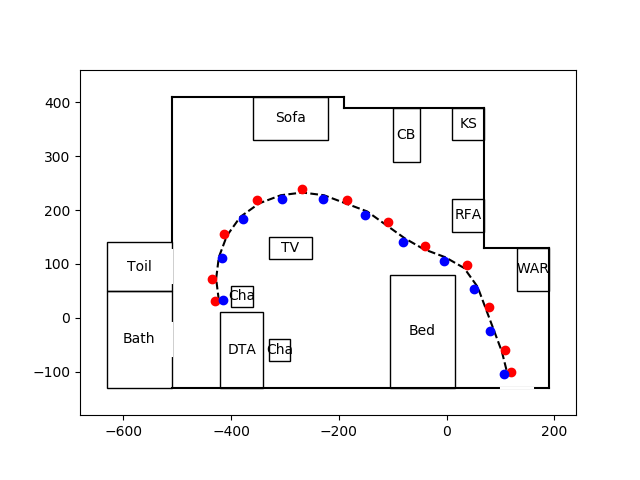 400
300
200
100
0
−100
−600
−400
−200
0
200
Sofa
CB
KS
RFA
TV
WAR
Toil
Cha
Bath
DTA
Cha
Bed